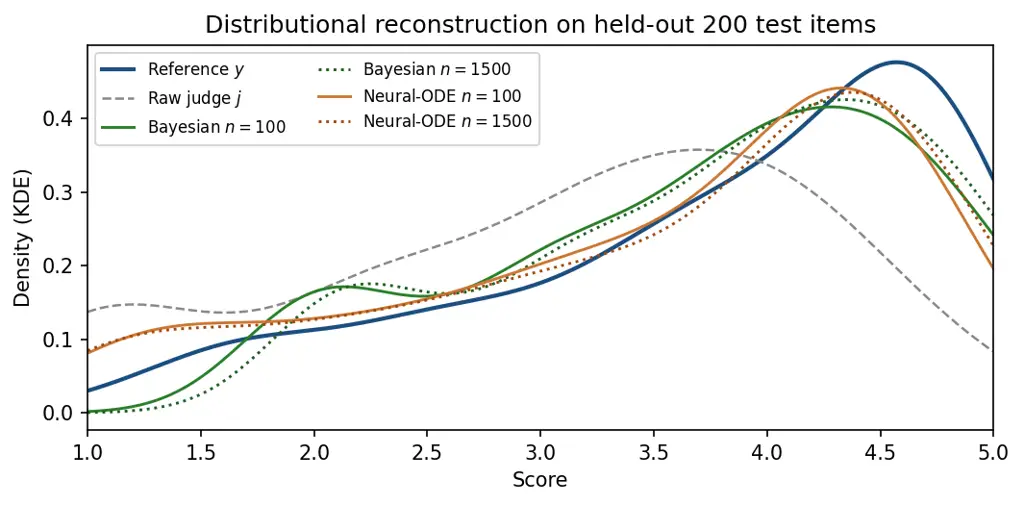 Distributional reconstruction on held-out 200 test items
Reference y
Raw judge j
Bayesian n = 100
Bayesian n = 1500
Neural-ODE n = 100
Neural-ODE n = 1500
Density (KDE)
0.4
0.3
0.2
0.1
0.0
1.0 1.5 2.0 2.5 3.0 3.5 4.0 4.5 5.0
Score